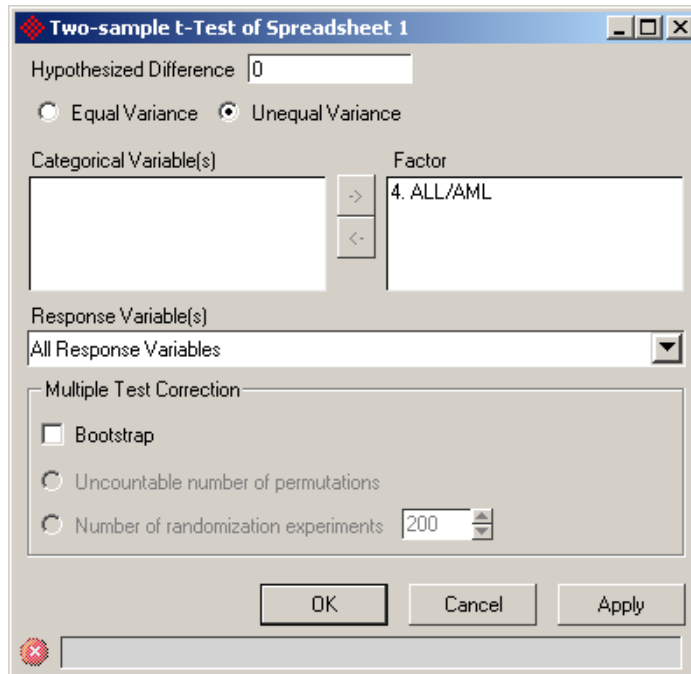 Two-sample t-Test of Spreadsheet 1
Hypothesized Difference 0
Equal Variance Unequal Variance
Categorical Variable(s) Factor
4. ALL/AML
->
<-
Response Variable(s)
All Response Variables
Multiple Test Correction
Bootstrap
Uncountable number of permutations
Number of randomization experiments 200
OK Cancel Apply